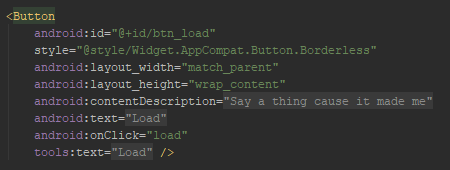 <Button
android:id="@+id/btn_load"
style="@style/Widget.AppCompat.Button.Borderless"
android:layout_width="match_parent"
android:layout_height="wrap_content"
android:contentDescription="Say a thing cause it made me"
android:text="Load"
android:onClick="load"
tools:text="Load" />